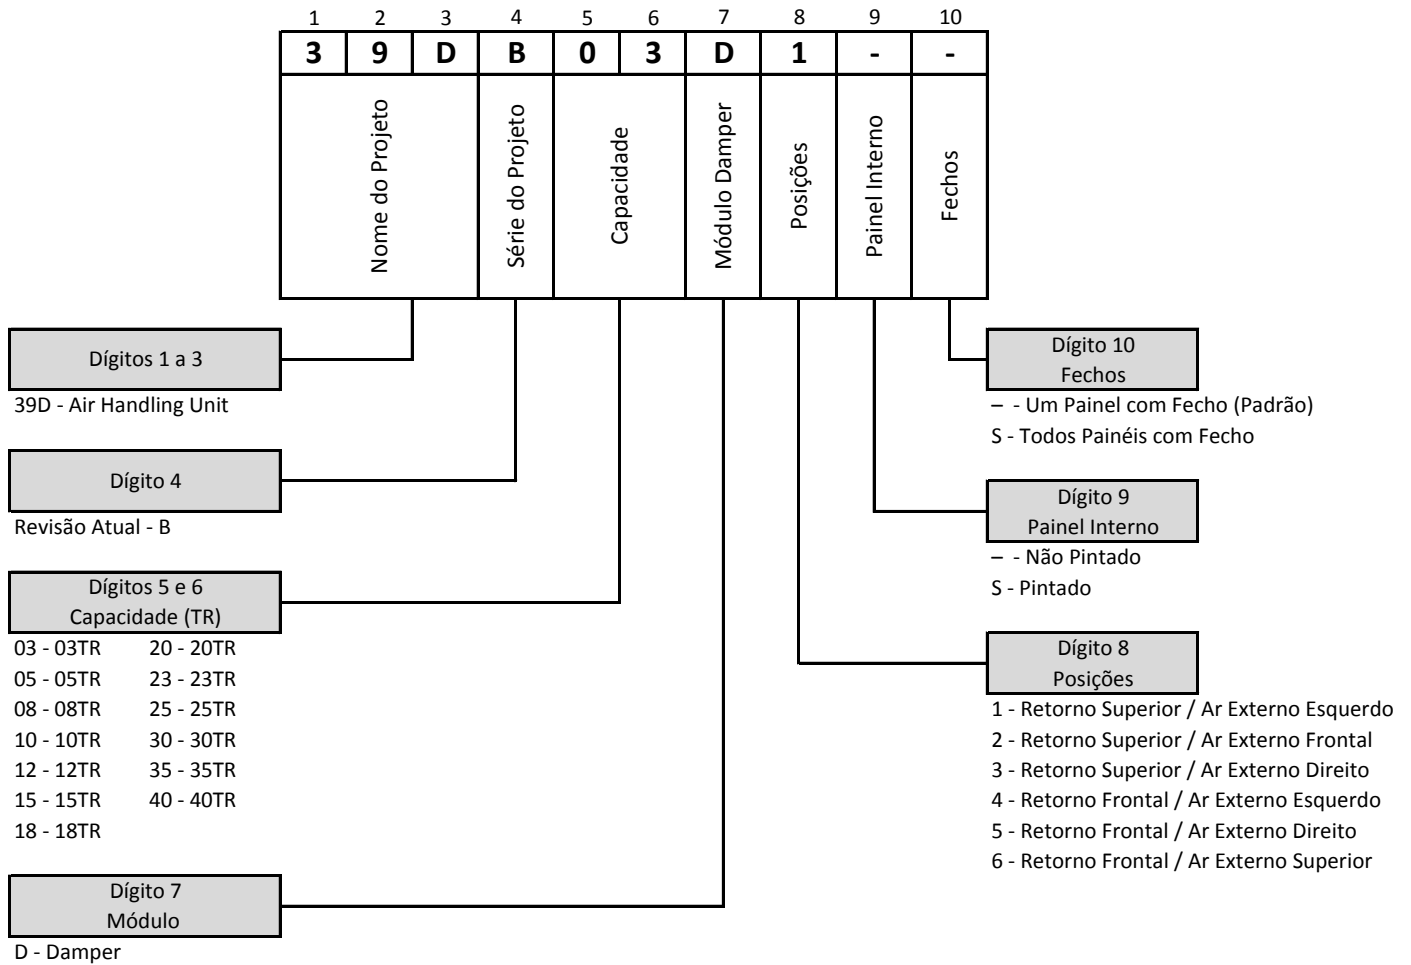 1 2 3 4 5 6 7 8 9 10
3 9 D B 0 3 D 1 - -
Nome do Projeto
Série do Projeto
Capacidade
Módulo Damper
Posições
Painel Interno
Fechos
Dígitos 1 a 3
39D - Air Handling Unit
Dígito 4
Revisão Atual - B
Dígitos 5 e 6
Capacidade (TR)
03 - 03TR 20 - 20TR
05 - 05TR 23 - 23TR
08 - 08TR 25 - 25TR
10 - 10TR 30 - 30TR
12 - 12TR 35 - 35TR
15 - 15TR 40 - 40TR
18 - 18TR
Dígito 7
Módulo
D - Damper
Dígito 10
Fechos
– - Um Painel com Fecho (Padrão)
S - Todos Painéis com Fecho
Dígito 9
Painel Interno
– - Não Pintado
S - Pintado
Dígito 8
Posições
1 - Retorno Superior / Ar Externo Esquerdo
2 - Retorno Superior / Ar Externo Frontal
3 - Retorno Superior / Ar Externo Direito
4 - Retorno Frontal / Ar Externo Esquerdo
5 - Retorno Frontal / Ar Externo Direito
6 - Retorno Frontal / Ar Externo Superior